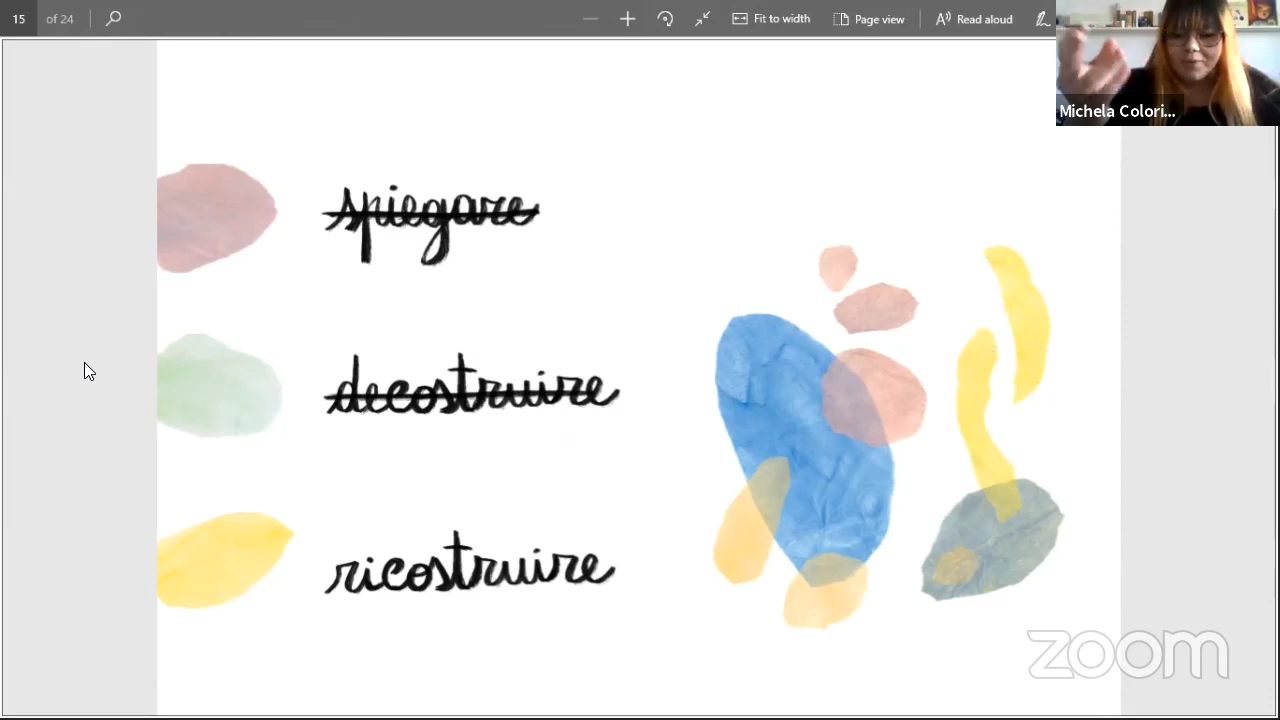 15 of 24 Fit to width Page view Read aloud
Michela Colori...
spiegare
decostruire
ricostruire
zoom